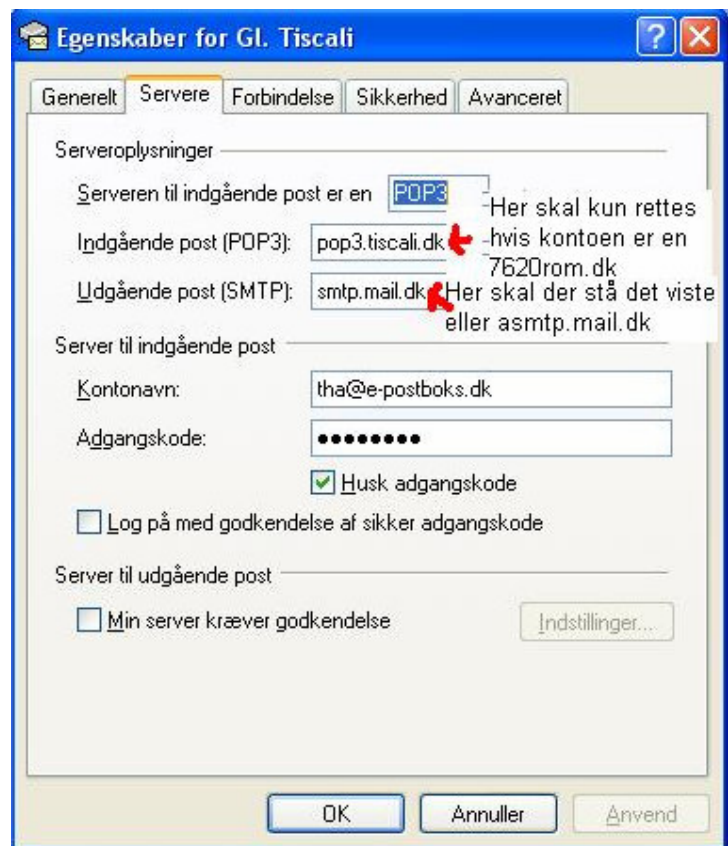 Egenskaber for Gl. Tiscali
Generelt Servere Forbindelse Sikkerhed Avanceret
Serveroplysninger
Serveren til indgående post er en POP3
Indgående post (POP3): pop3.tiscali.dk
Her skal kun rettes
hvis kontoen er en
7620rom.dk
Udgående post (SMTP): smtp.mail.dk
Her skal der stå det viste
eller asmtp.mail.dk
Server til indgående post
Kontonavn: tha@e-postboks.dk
Adgangskode: ●●●●●●●●
Husk adgangskode
Log på med godkendelse af sikker adgangskode
Server til udgående post
Min server kræver godkendelse Indstillinger...
OK Annuller Anvend